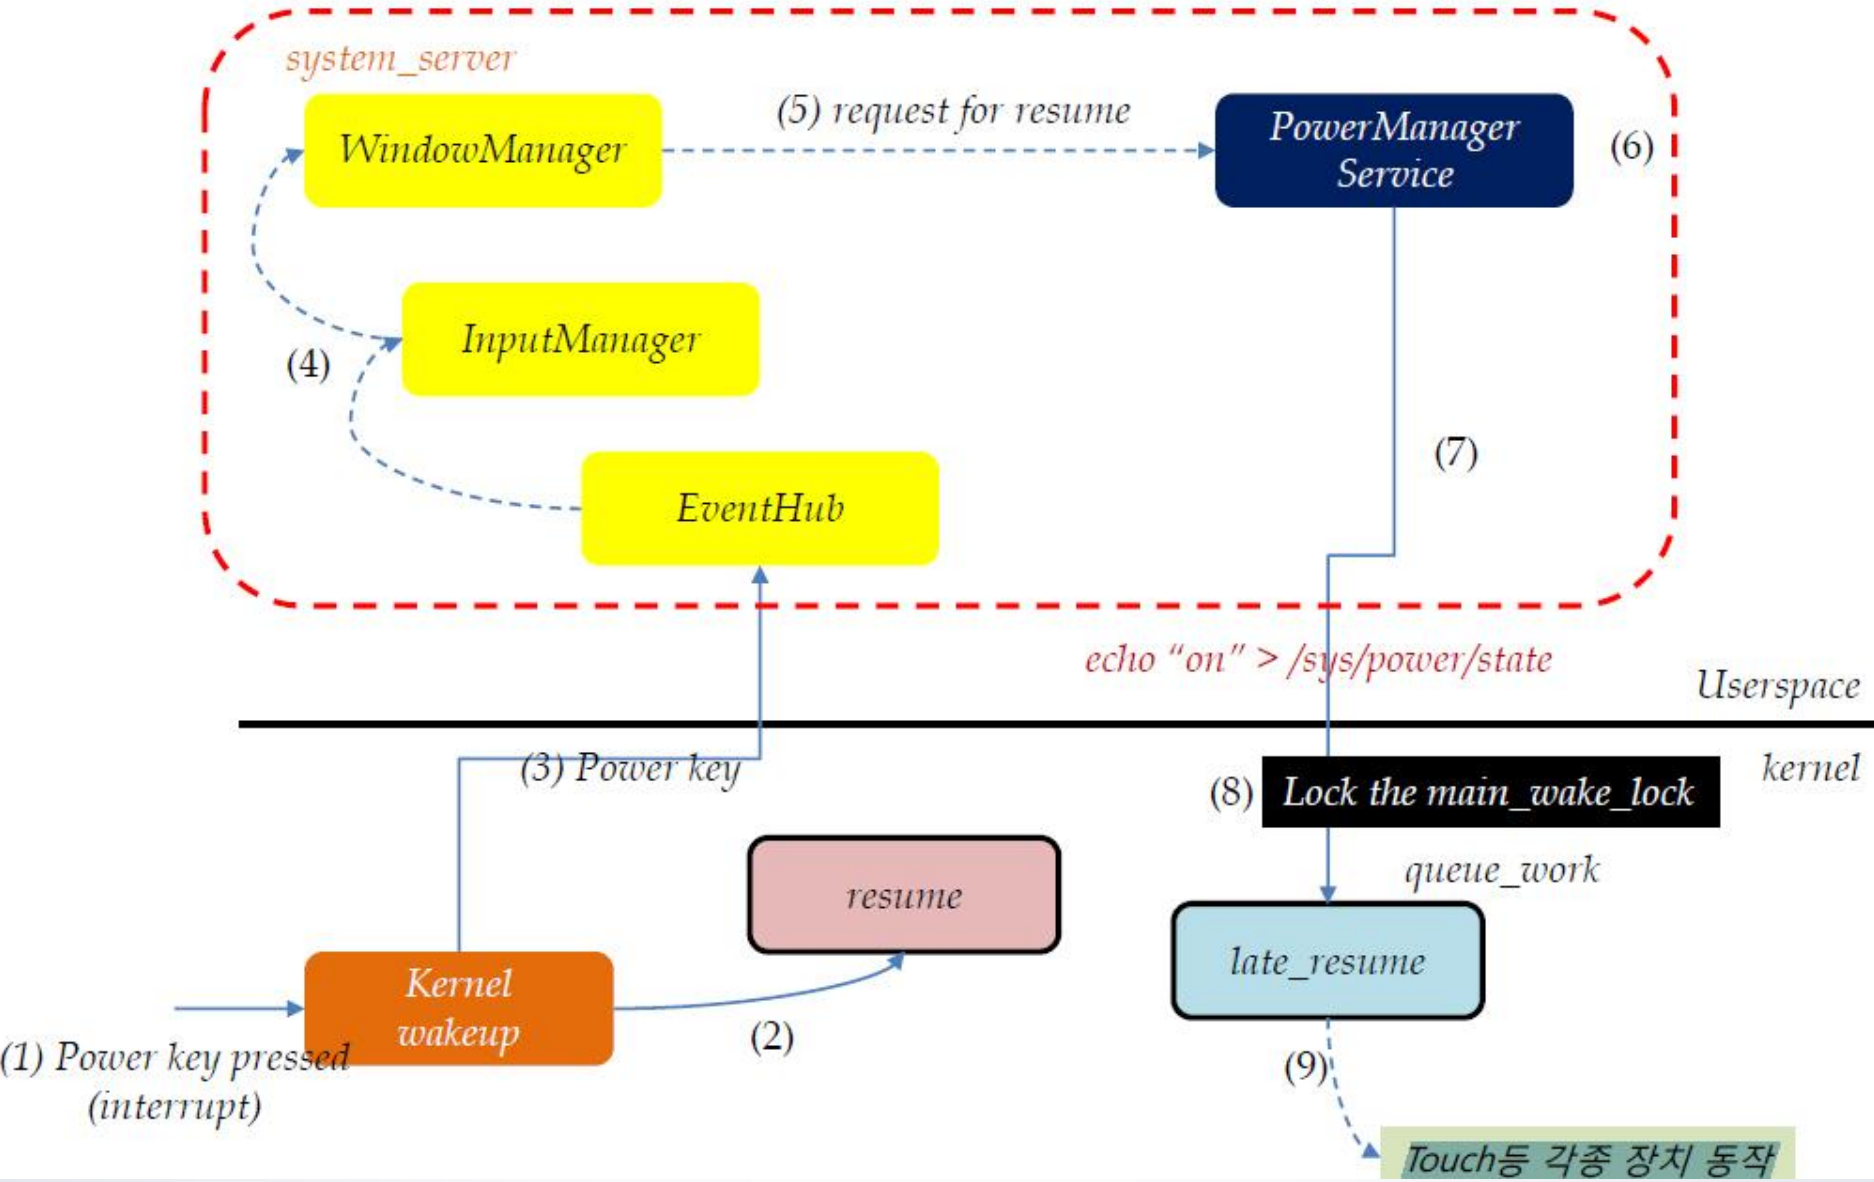 system_server
WindowManager
(5) request for resume
PowerManager
Service
(6)
InputManager
(4)
(7)
EventHub
echo “on” > /sys/power/state
Userspace
(3) Power key
kernel
(8)
Lock the main_wake_lock
queue_work
resume
late_resume
Kernel
wakeup
(2)
(1) Power key pressed
(interrupt)
(9)
Touch등 각종 장치 동작